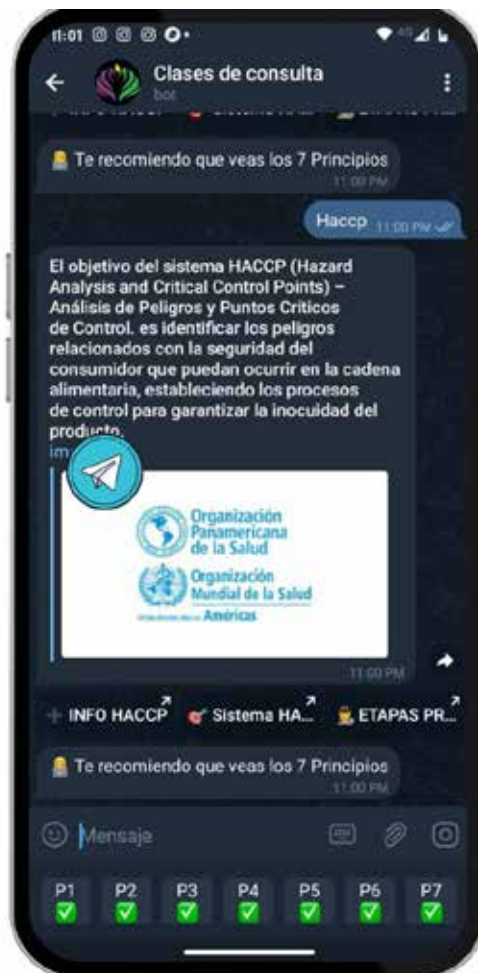 11:01
4G
Clases de consulta
bot
Te recomiendo que veas los 7 Principios
11:00 PM
Haccp 11:00 PM
El objetivo del sistema HACCP (Hazard
Analysis and Critical Control Points) –
Análisis de Peligros y Puntos Críticos
de Control. es identificar los peligros
relacionados con la seguridad del
consumidor que puedan ocurrir en la cadena
alimentaria, estableciendo los procesos
de control para garantizar la inocuidad del
producto.
im
Organización
Panamericana
de la Salud
Organización
Mundial de la Salud
Américas
11:00 PM
INFO HACCP Sistema HA... ETAPAS PR...
Te recomiendo que veas los 7 Principios
11:00 PM
Mensaje
P1 P2 P3 P4 P5 P6 P7